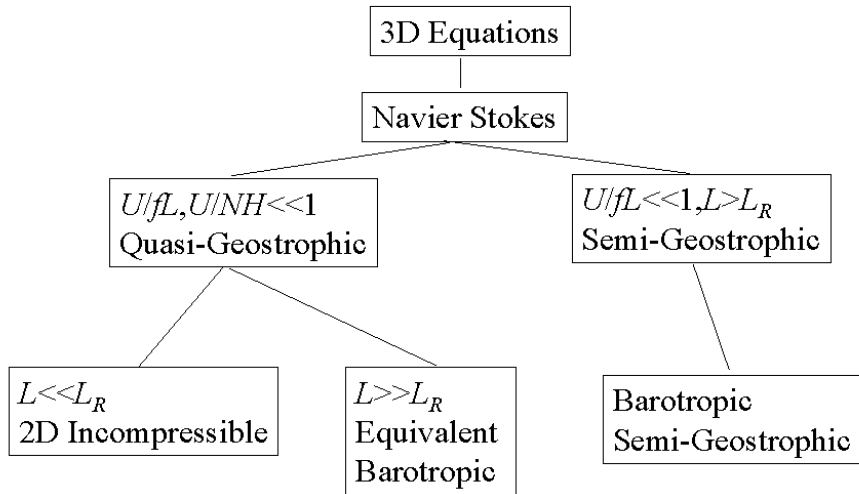 3D Equations
Navier Stokes
U/fL,U/NH<<1
Quasi-Geostrophic
U/fL<<1,L>L_R
Semi-Geostrophic
L<<L_R
2D Incompressible
L>>L_R
Equivalent
Barotropic
Barotropic
Semi-Geostrophic